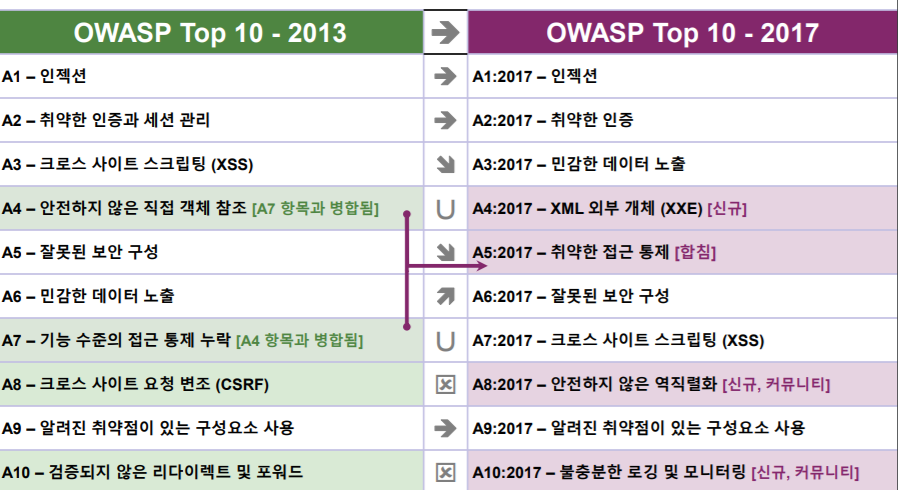 OWASP Top 10 - 2013 OWASP Top 10 - 2017
A1 – 인젝션 A1:2017 – 인젝션
A2 – 취약한 인증과 세션 관리 A2:2017 – 취약한 인증
A3 – 크로스 사이트 스크립팅 (XSS) A3:2017 – 민감한 데이터 노출
A4 – 안전하지 않은 직접 객체 참조 [A7 항목과 병합됨] A4:2017 – XML 외부 개체 (XXE) [신규]
A5 – 잘못된 보안 구성 A5:2017 – 취약한 접근 통제 [합침]
A6 – 민감한 데이터 노출 A6:2017 – 잘못된 보안 구성
A7 – 기능 수준의 접근 통제 누락 [A4 항목과 병합됨] A7:2017 – 크로스 사이트 스크립팅 (XSS)
A8 – 크로스 사이트 요청 변조 (CSRF) A8:2017 – 안전하지 않은 역직렬화 [신규, 커뮤니티]
A9 – 알려진 취약점이 있는 구성요소 사용 A9:2017 – 알려진 취약점이 있는 구성요소 사용
A10 – 검증되지 않은 리다이렉트 및 포워드 A10:2017 – 불충분한 로깅 및 모니터링 [신규, 커뮤니티]